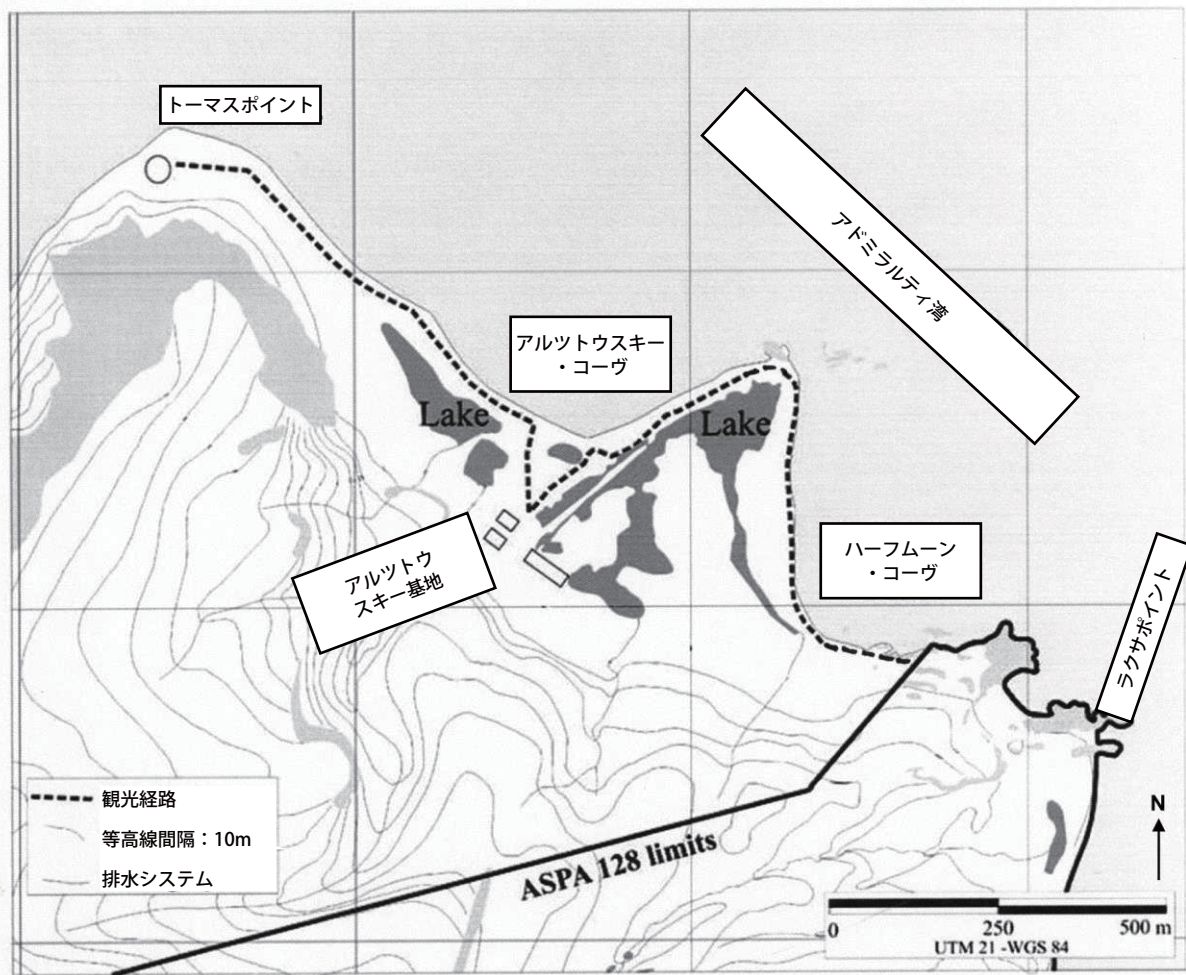 トーマスポイント
アドミラルティ湾
アルツトウスキー
・コーヴ
Lake
Lake
アルツトウ
スキー基地
ハーフムーン
・コーヴ
ラクサポイント
観光経路
等高線間隔：10m
排水システム
ASPA 128 limits
N
0 250 500 m
UTM 21 -WGS 84